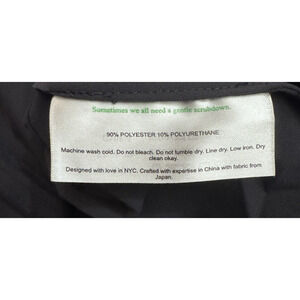 Sometimes we all need a gentle scrubdown.
90% POLYESTER 10% POLYURETHANE
Machine wash cold. Do not bleach. Do not tumble dry. Line dry. Low iron. Dry
clean okay.
Designed with love in NYC. Crafted with expertise in China with fabric from
Japan.